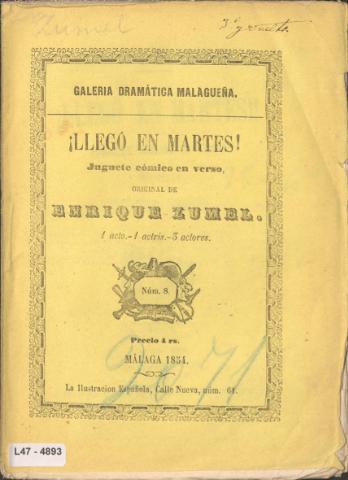 Zumel
GALERIA DRAMÁTICA MALAGUEÑA.
¡LLEGÓ EN MARTES!
Juguete cómico en verso,
ORIGINAL DE
ENRIQUE ZUMEL.
1 acto.-1 actriz.-3 actores.
Núm. 8.
Precio 4 rs.
MÁLAGA 1854.
La Ilustracion Española, Calle Nueva, núm. 61.
L47 - 4893